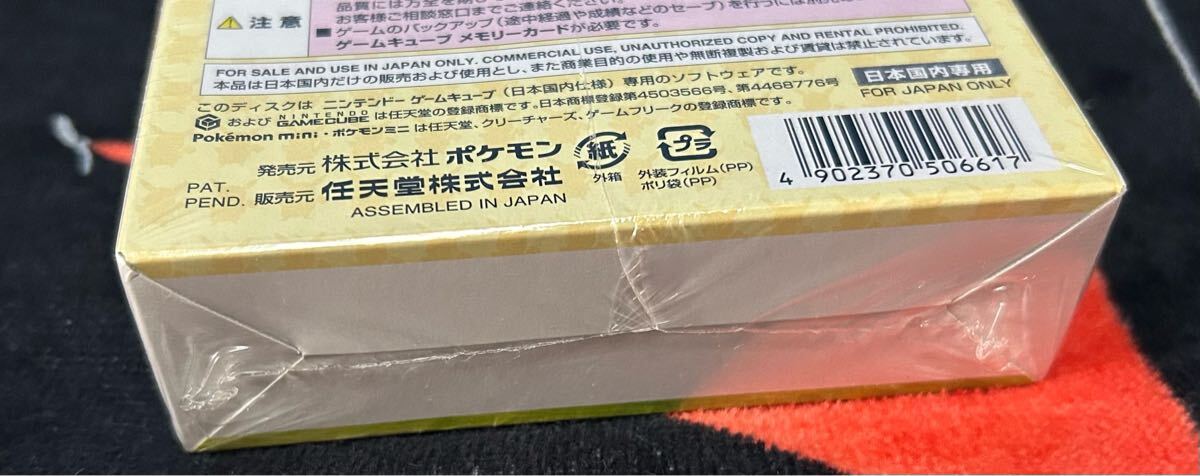 品質には万全を期し
お客様ご相談窓口までご連絡ください。
⚠注意
■ゲームのバックアップ(途中経過や成績などのセーブ)を行うには
ゲームキューブ メモリーカードが必要です。
FOR SALE AND USE IN JAPAN ONLY. COMMERCIAL USE, UNAUTHORIZED COPY AND RENTAL PROHIBITED.
本品は日本国内だけの販売および使用とし、また商業目的の使用や無断複製および賃貸は禁止されています。
このディスクは ニンテンドー ゲームキューブ(日本国内仕様)専用のソフトウェアです。
日本国内専用
FOR JAPAN ONLY
および NINTENDO GAMECUBE は任天堂の登録商標です。日本商標登録第4503566号、第4468776号
Pokémon mini・ポケモンミニ は任天堂、クリーチャーズ、ゲームフリークの登録商標です。
発売元 株式会社 ポケモン
PAT.
PEND.
販売元 任天堂株式会社
ASSEMBLED IN JAPAN
紙
外箱
プラ
外装フィルム(PP)
ポリ袋(PP)
4 902370 506617